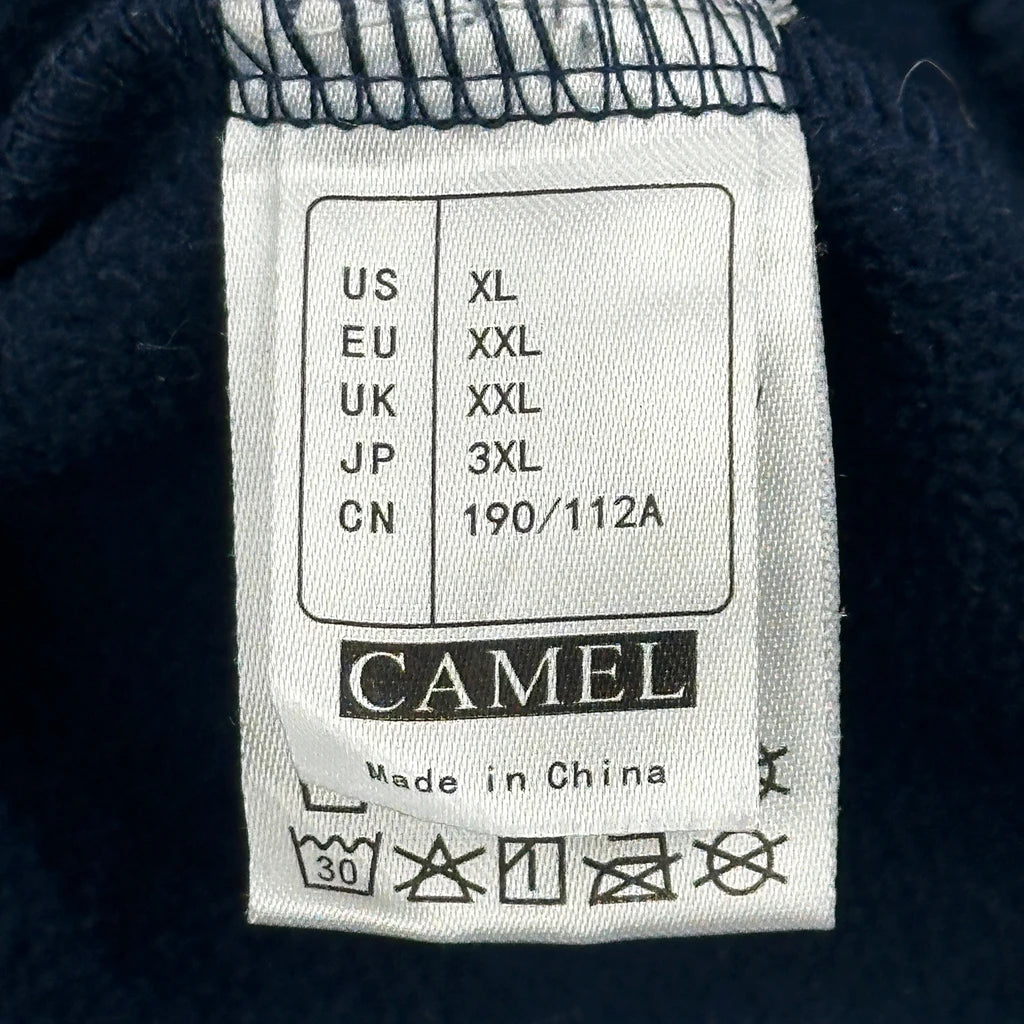 US XL
EU XXL
UK XXL
JP 3XL
CN 190/112A
CAMEL
Made in China
30